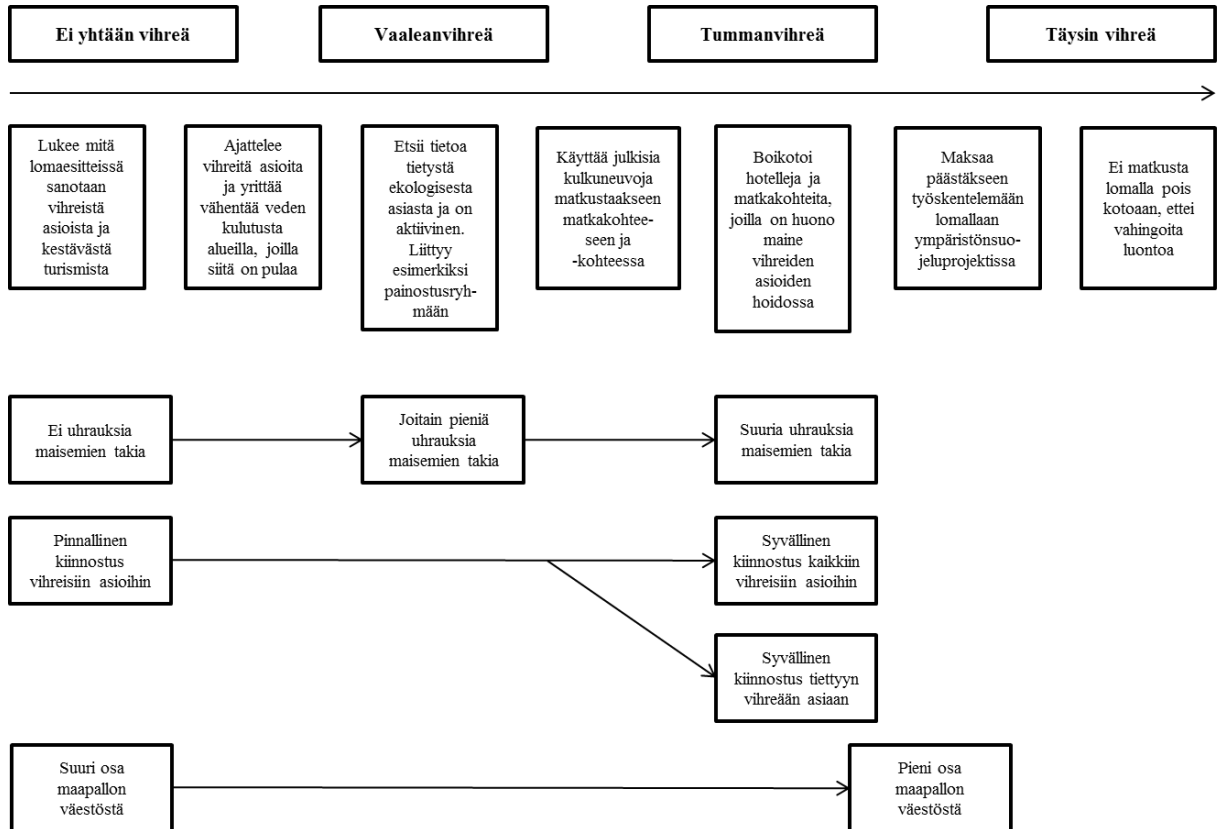 Ei yhtään vihreä
Vaaleanvihreä
Tummanvihreä
Täysin vihreä
Lukee mitä
lomaesitteissä
sanotaan
vihreistä
asioista ja
kestävästä
turismista
Ajattelee
vihreitä asioita
ja yrittää
vähentää veden
kulutusta
alueilla, joilla
siitä on pulaa
Etsii tietoa
tietystä
ekologisesta
asiasta ja on
aktiivinen.
Liittyy
esimerkiksi
painostusryh-
mään
Käyttää julkisia
kulkuneuvoja
matkustaakseen
matkakohtee-
seen ja
-kohteessa
Boikotoi
hotelleja ja
matkakohteita,
joilla on huono
maine
vihreiden
asioiden
hoidossa
Maksaa
päästäkseen
työskentelemään
lomallaan
ympäristönsuo-
jeluprojektissa
Ei matkusta
lomalla pois
kotoaan, ettei
vahingoita
luontoa
Ei uhrauksia
maisemien takia
Joitain pieniä
uhrauksia
maisemien takia
Suuria uhrauksia
maisemien takia
Pinnallinen
kiinnostus
vihreisiin asioihin
Syvällinen
kiinnostus kaikkiin
vihreisiin asioihin
Syvällinen
kiinnostus tiettyyn
vihreään asiaan
Suuri osa
maapallon
väestöstä
Pieni osa
maapallon
väestöstä